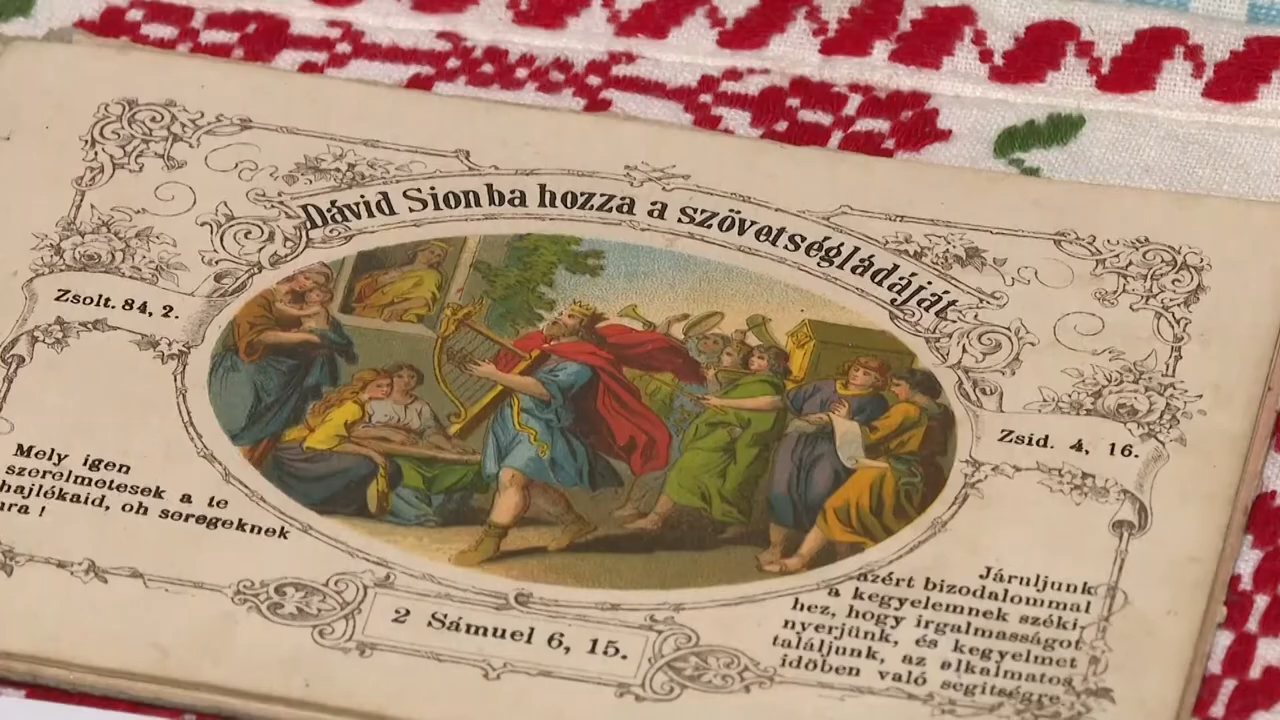 Dávid Sionba hozza a szövetségládáját
Zsolt. 84, 2.
Mely igen
szerelmetesek a te
hajlékaid, oh seregeknek
Zsid. 4, 16.
Járuljunk
azért bizodalommal
a kegyelemnek széki-
hez, hogy irgalmasságot
nyerjünk, és kegyelmet
találjunk, az alkalmatos
időben való segitségre.
2 Sámuel 6, 15.